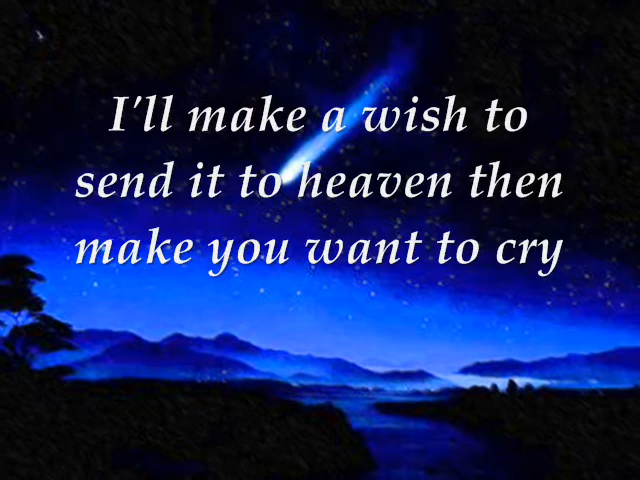 I'll make a wish to
send it to heaven then
make you want to cry